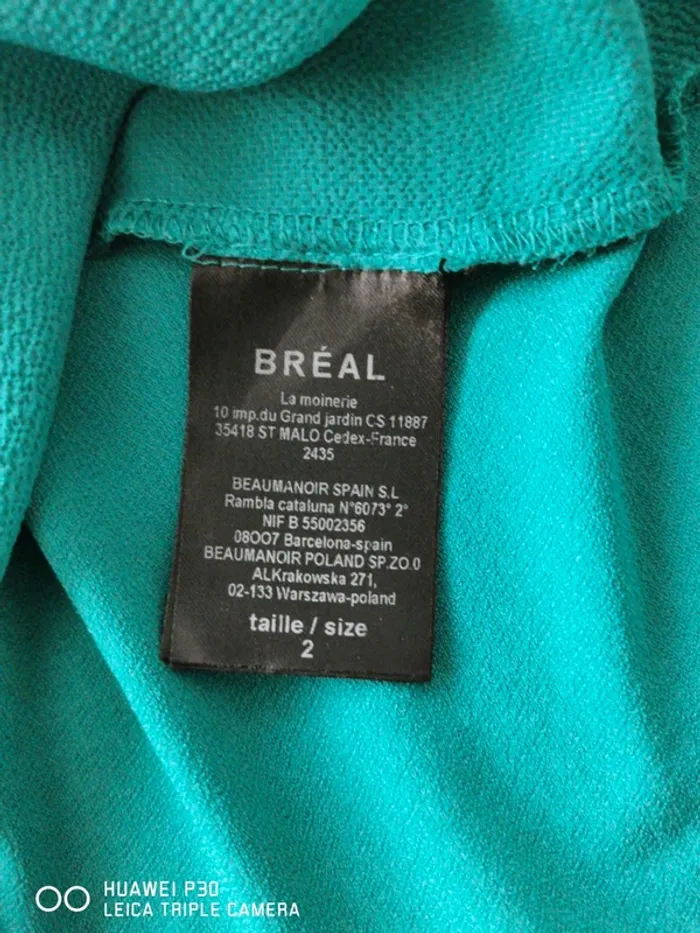 BRÉAL
La moinerie
10 imp.du Grand jardin CS 11887
35418 ST MALO Cedex-France
2435
BEAUMANOIR SPAIN S.L
Rambla cataluna N°6073° 2°
NIF B 55002356
08007 Barcelona-spain
BEAUMANOIR POLAND SP.ZO.0
ALKrakowska 271,
02-133 Warszawa-poland
taille / size
2
HUAWEI P30
LEICA TRIPLE CAMERA